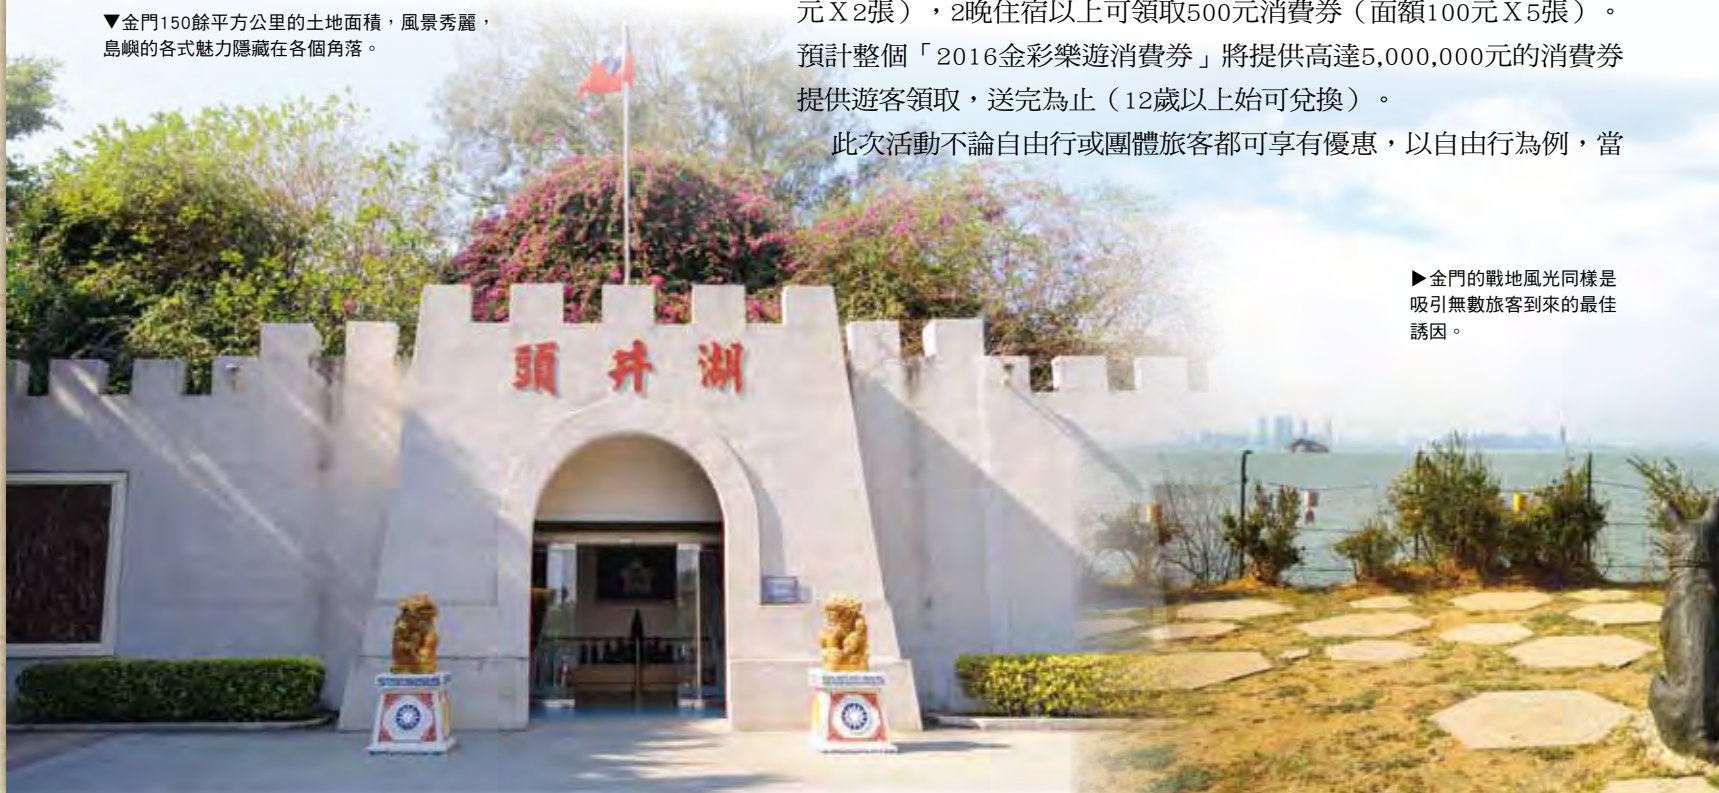 ▼金門150餘平方公里的土地面積，風景秀麗，
島嶼的各式魅力隱藏在各個角落。
元X2張），2晚住宿以上可領取500元消費券（面額100元X5張）。
預計整個「2016金彩樂遊消費券」將提供高達5,000,000元的消費券
提供遊客領取，送完為止（12歲以上始可兌換）。
此次活動不論自由行或團體旅客都可享有優惠，以自由行為例，當
▶金門的戰地風光同樣是
吸引無數旅客到來的最佳
誘因。
頭井湖